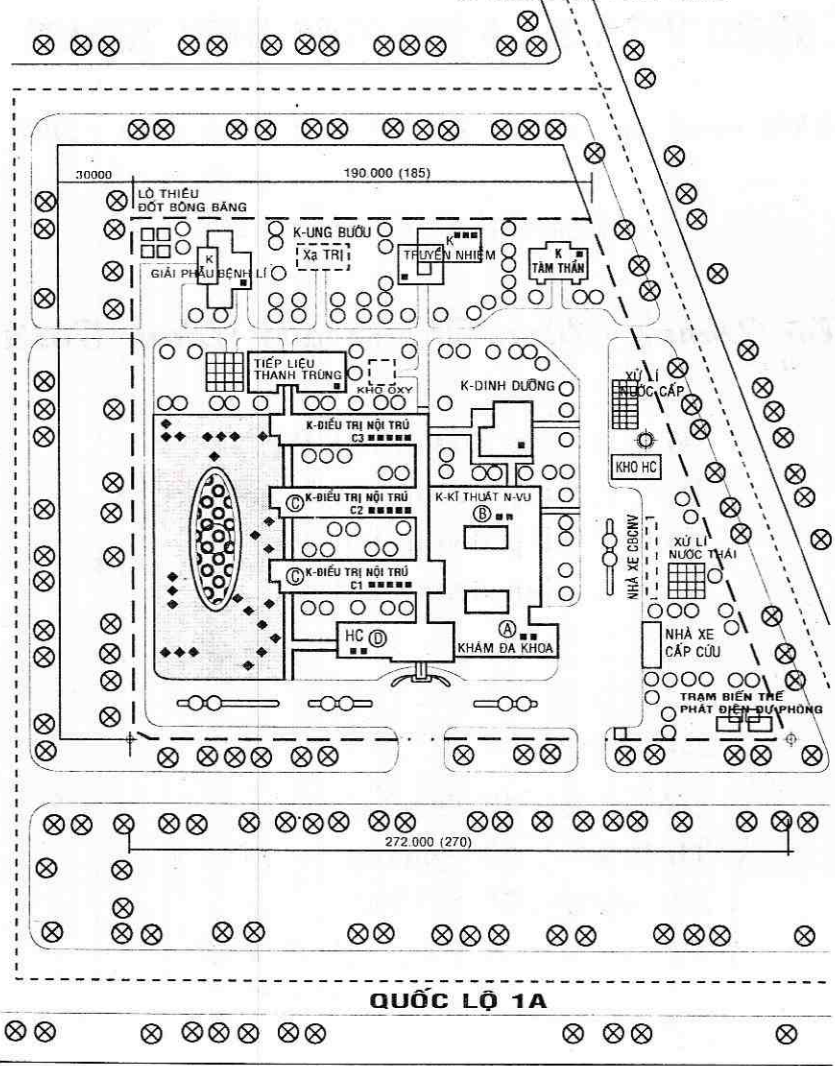 30000
190.000 (185)
LÒ THIÊU
ĐỐT BÔNG BĂNG
K-UNG BƯỚU
Xạ TRỊ
K
TRUYỀN NHIỄM
K
TÂM THẦN
K
GIẢI PHẪU BỆNH LÍ
TIẾP LIỆU
THANH TRÙNG
KHO OXY
K-DINH DƯỠNG
XỬ LÍ
NƯỚC CẤP
K-ĐIỀU TRỊ NỘI TRÚ
C3
KHO HC
C K-ĐIỀU TRỊ NỘI TRÚ
C2
K-KĨ THUẬT N-VỤ
B
NHÀ XE CBCNV
XỬ LÍ
NƯỚC THẢI
C K-ĐIỀU TRỊ NỘI TRÚ
C1
HC D
A
KHÁM ĐA KHOA
NHÀ XE
CẤP CỨU
TRẠM BIẾN THẾ
PHÁT ĐIỆN DỰ PHÒNG
272.000 (270)
QUỐC LỘ 1A